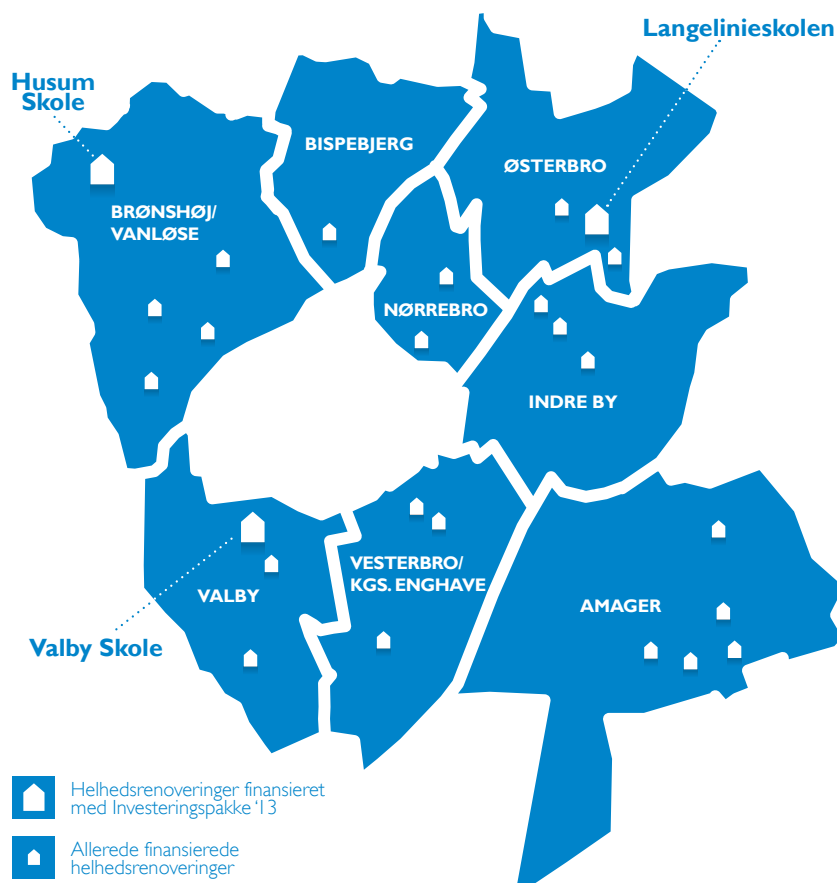 Langelinieskolen
Husum
Skole
BISPEBJERG
ØSTERBRO
BRØNSHØJ/
VANLØSE
NØRREBRO
INDRE BY
VESTERBRO/
KGS. ENGHAVE
VALBY
AMAGER
Valby Skole
Helhedsrenoveringer finansieret
med Investeringspakke ‘13
Allerede finansierede
helhedsrenoveringer